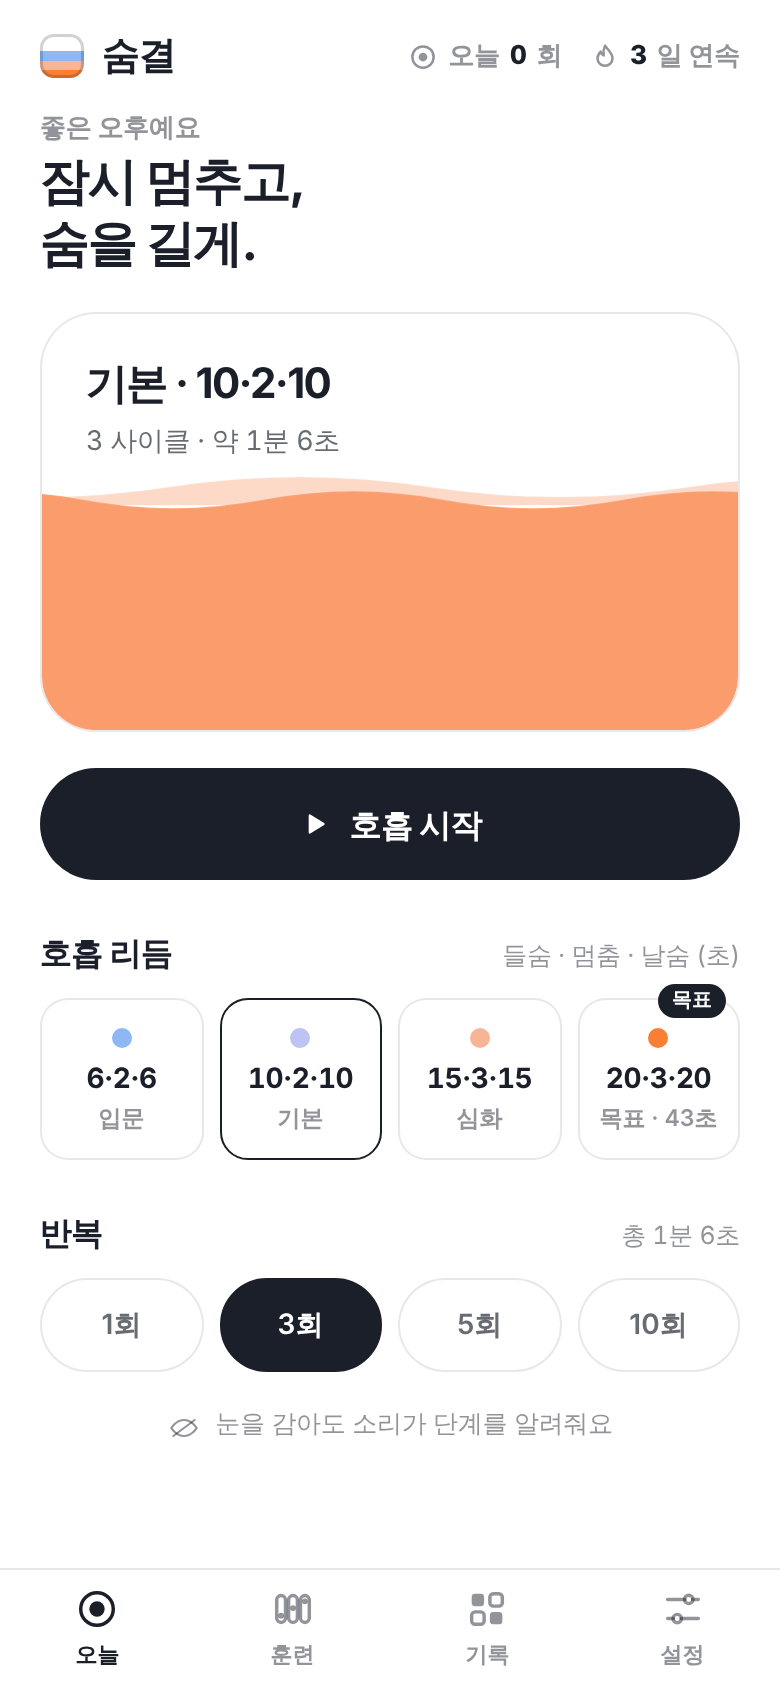 숨결
오늘 0 회
3 일 연속
좋은 오후예요
잠시 멈추고,
숨을 길게.
기본 · 10·2·10
3 사이클 · 약 1분 6초
호흡 시작
호흡 리듬
들숨 · 멈춤 · 날숨 (초)
목표
6·2·6
10·2·10
15·3·15
20·3·20
입문
기본
심화
목표 · 43초
반복
총 1분 6초
1회
3회
5회
10회
눈을 감아도 소리가 단계를 알려줘요
오늘
훈련
기록
설정